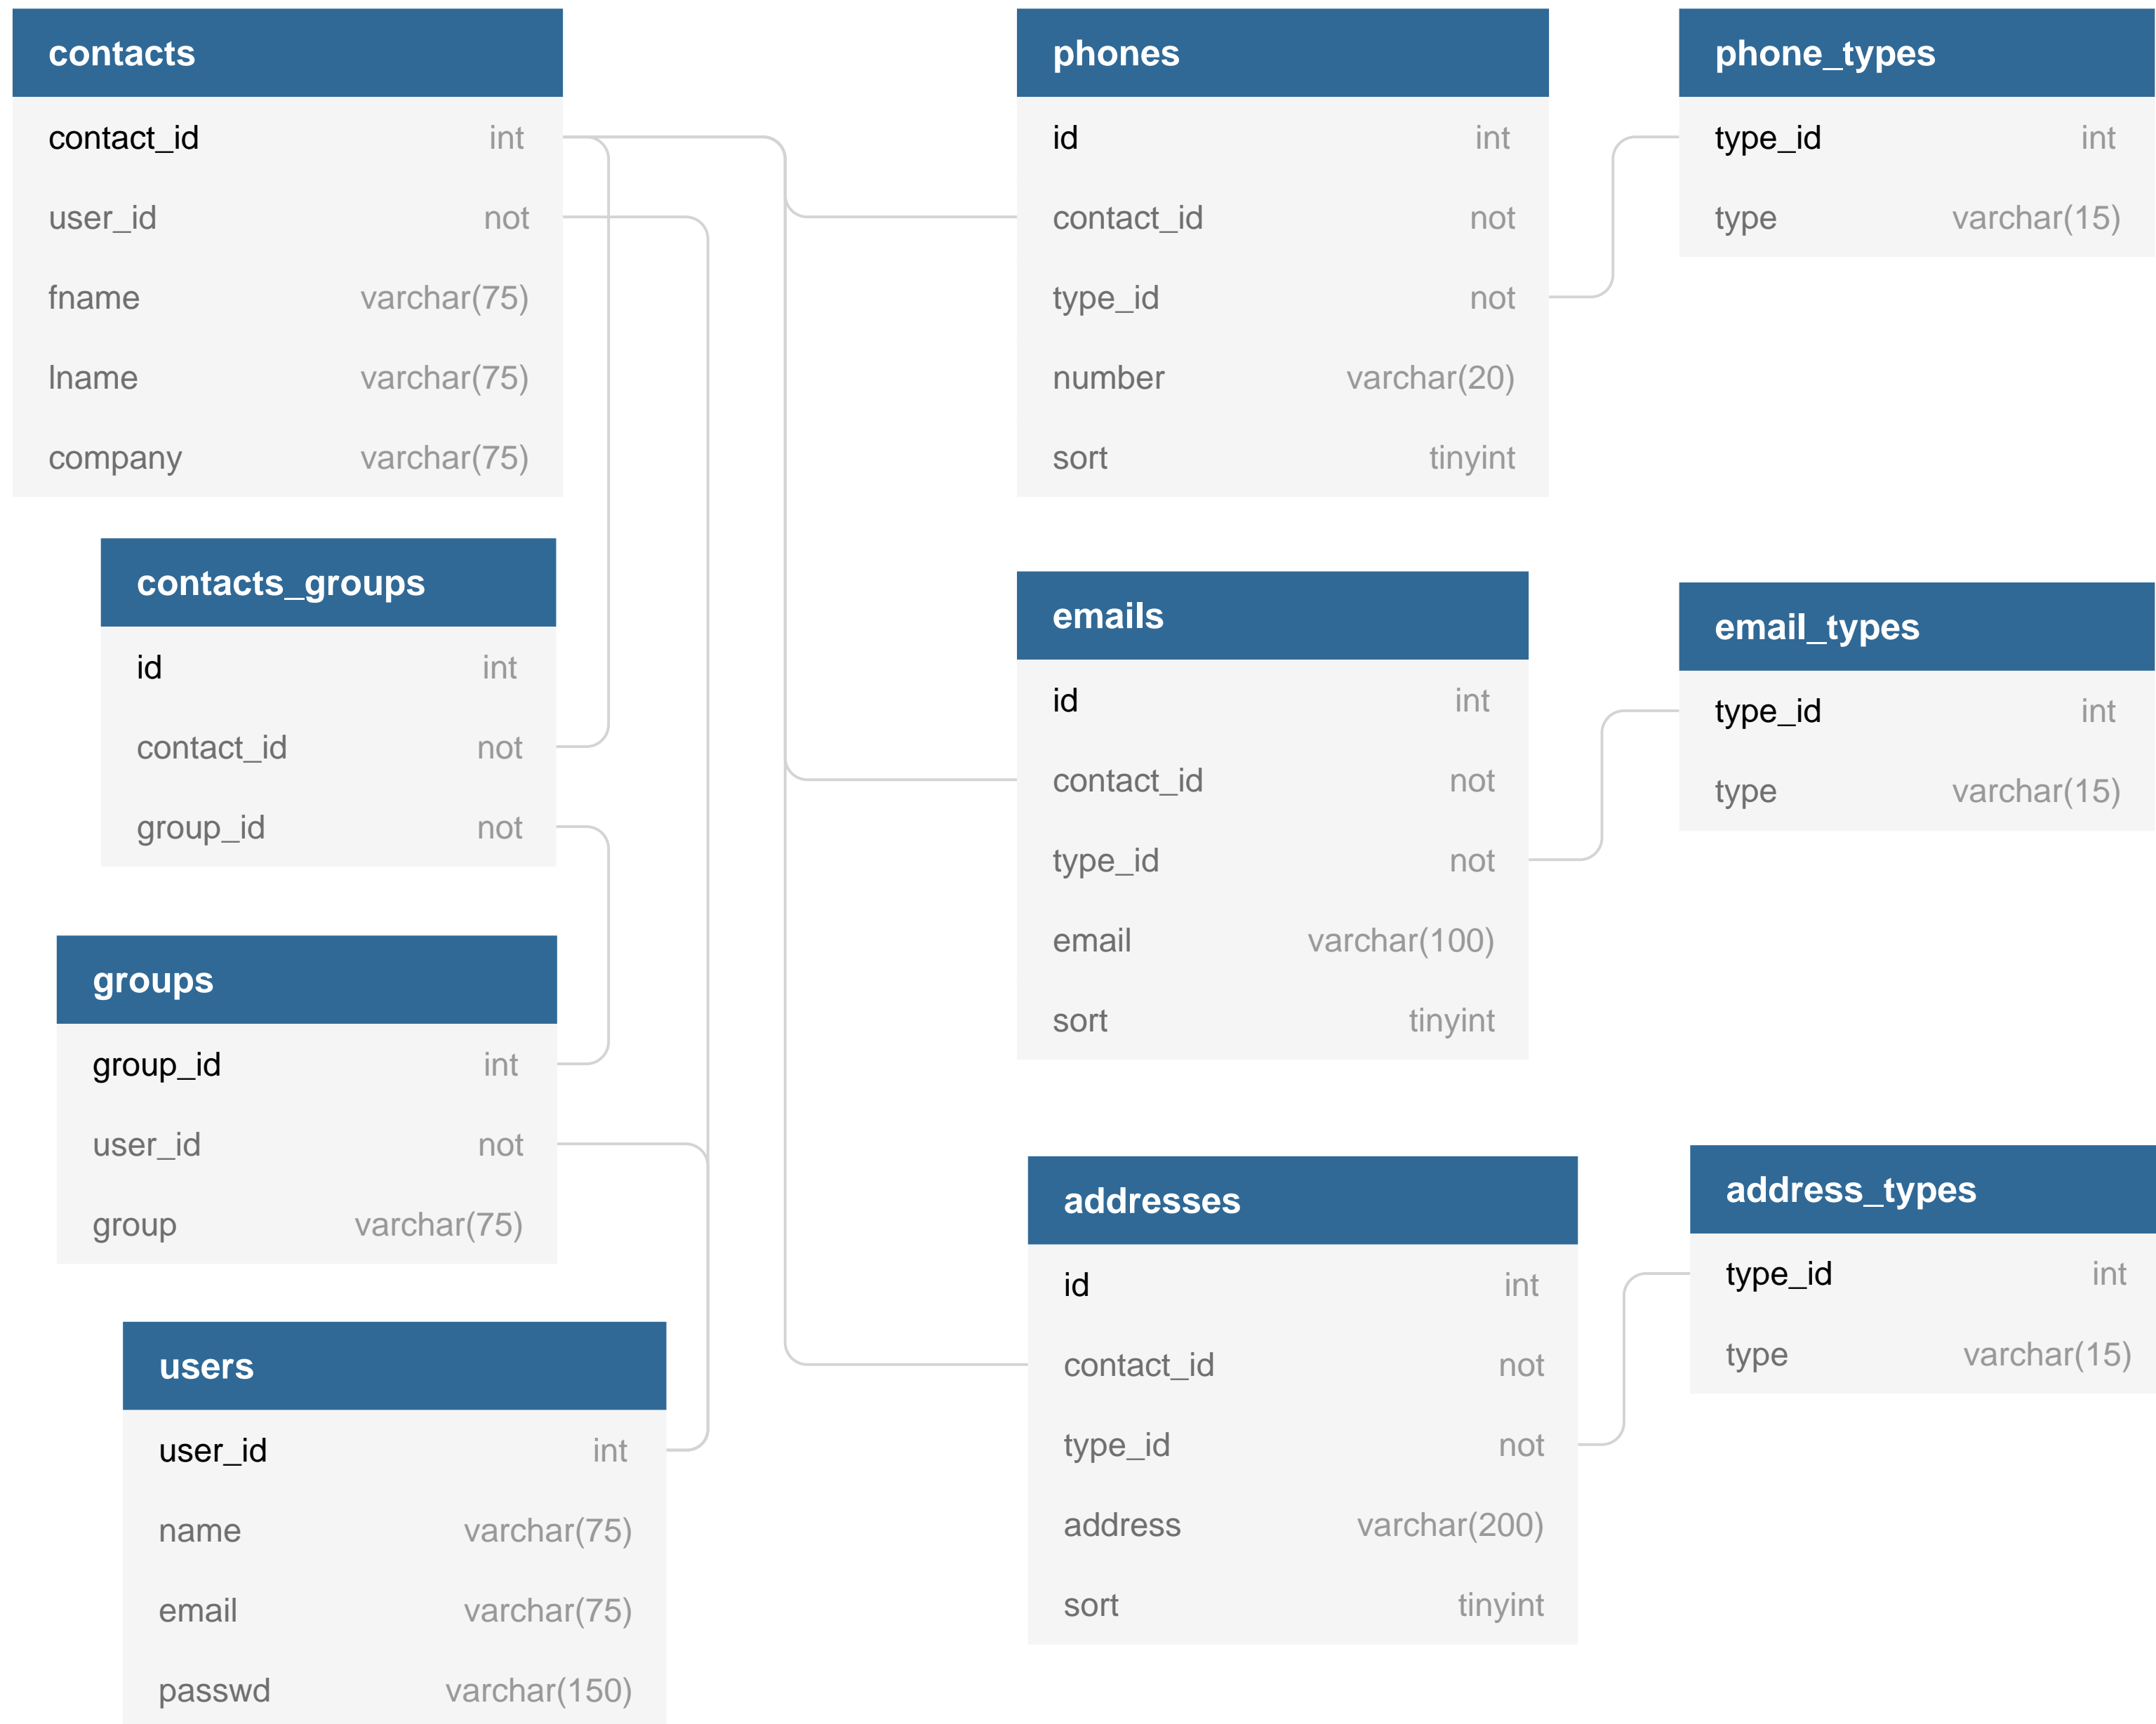 contacts
contact_id int
user_id not
fname varchar(75)
lname varchar(75)
company varchar(75)
contacts_groups
id int
contact_id not
group_id not
groups
group_id int
user_id not
group varchar(75)
users
user_id int
name varchar(75)
email varchar(75)
passwd varchar(150)
phones
id int
contact_id not
type_id not
number varchar(20)
sort tinyint
emails
id int
contact_id not
type_id not
email varchar(100)
sort tinyint
addresses
id int
contact_id not
type_id not
address varchar(200)
sort tinyint
phone_types
type_id int
type varchar(15)
email_types
type_id int
type varchar(15)
address_types
type_id int
type varchar(15)